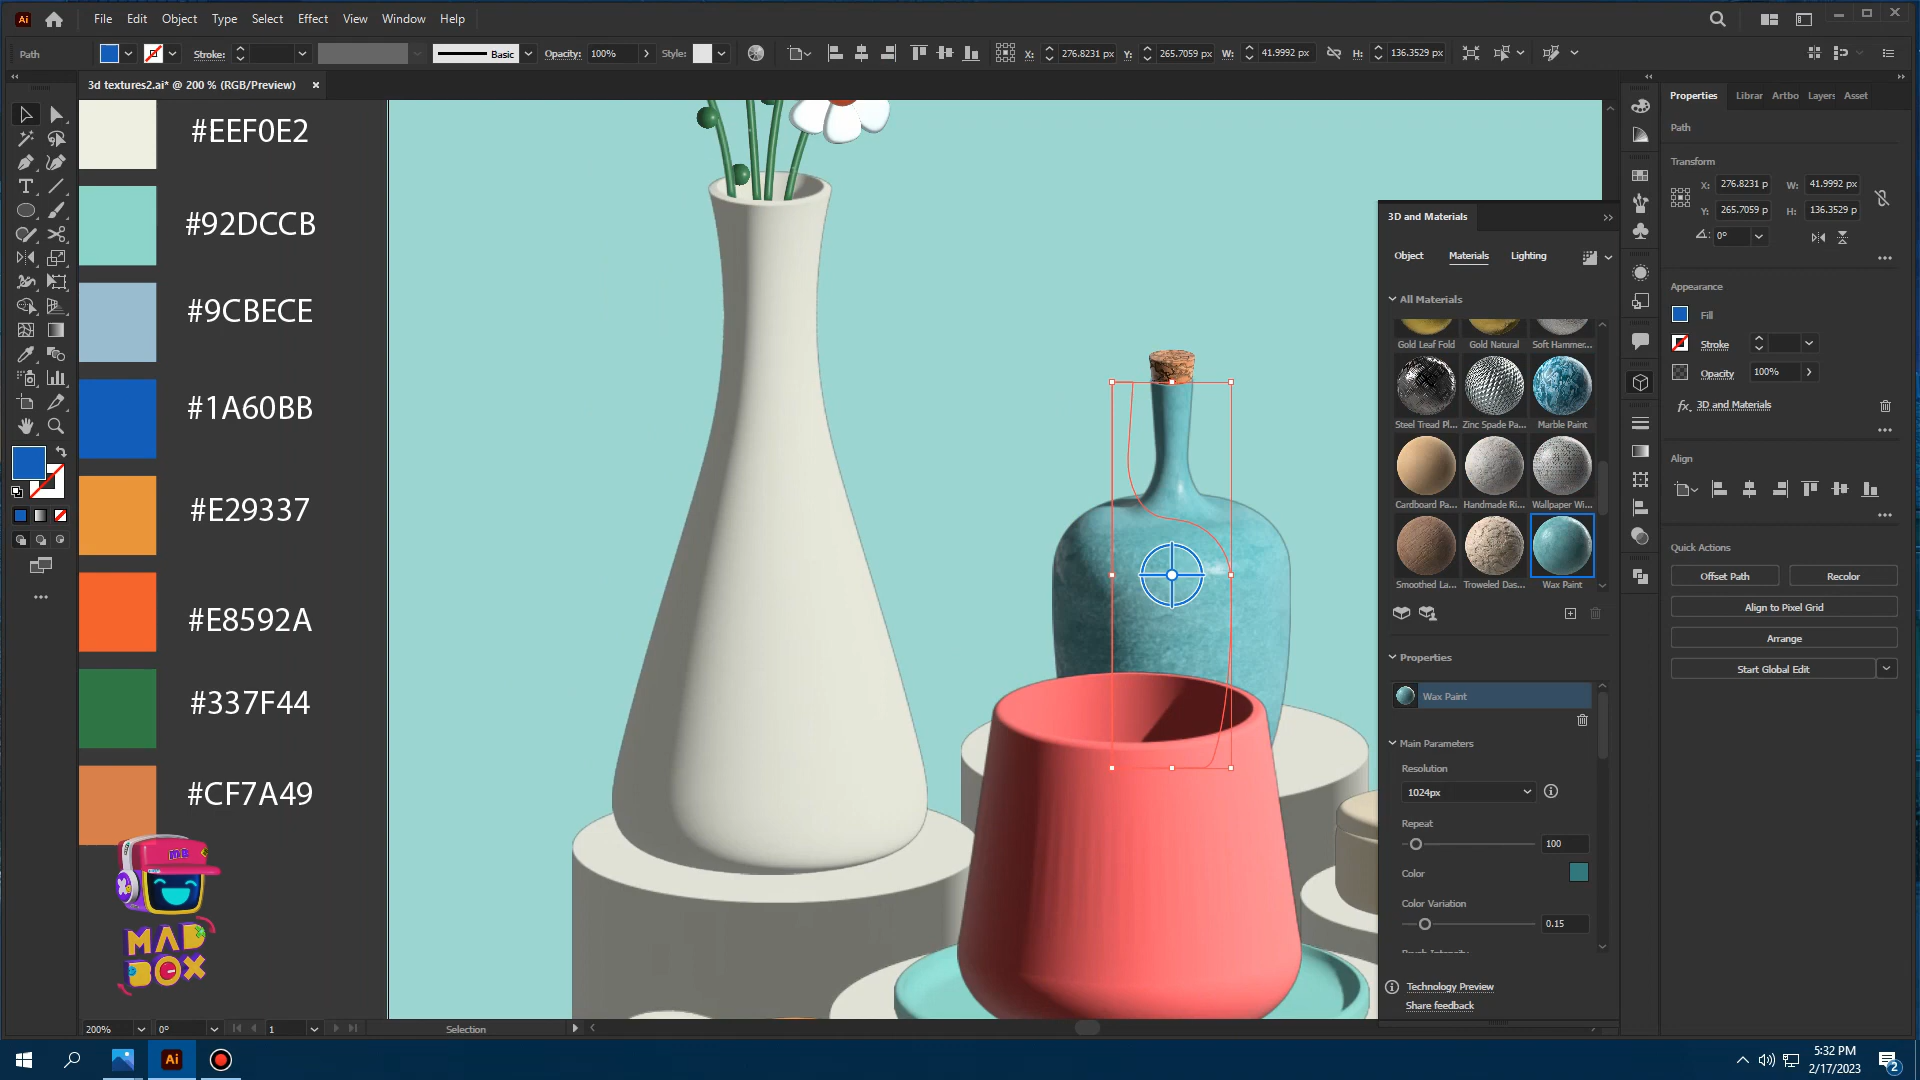 Ai File Edit Object Type Select Effect View Window Help
Path Stroke: Basic Opacity: 100% Style: X: 276.8231 px Y: 265.7059 px W: 41.9992 px H: 136.3529 px
3d textures2.ai* @ 200 % (RGB/Preview) ×
#EEF0E2
#92DCCB
#9CBECE
#1A60BB
#E29337
#E8592A
#337F44
#CF7A49
MAD
BOX
3D and Materials
Object Materials Lighting
All Materials
Gold Leaf Fold Gold Natural Soft Hammer...
Steel Tread Pl... Zinc Spade Pa... Marble Paint
Cardboard Pa... Handmade Ri... Wallpaper Wi...
Smoothed La... Troweled Das... Wax Paint
Properties
Wax Paint
Main Parameters
Resolution
1024px
Repeat
100
Color
Color Variation
0.15
Technology Preview
Share feedback
Properties Librar Artbo Layers Asset
Path
Transform
X: 276.8231 p W: 41.9992 px
Y: 265.7059 p H: 136.3529 p
0°
Appearance
Fill
Stroke
Opacity 100%
fx 3D and Materials
Align
Quick Actions
Offset Path Recolor
Align to Pixel Grid
Arrange
Start Global Edit
200% 0° 1 Selection
Ai 5:32 PM
2/17/2023 2